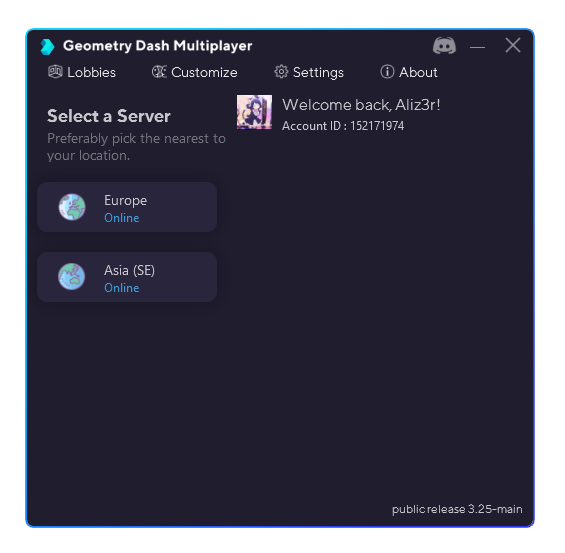 Geometry Dash Multiplayer
Lobbies Customize Settings About
Select a Server
Preferably pick the nearest to
your location.
Welcome back, Aliz3r!
Account ID : 152171974
Europe
Online
Asia (SE)
Online
public release 3.25-main